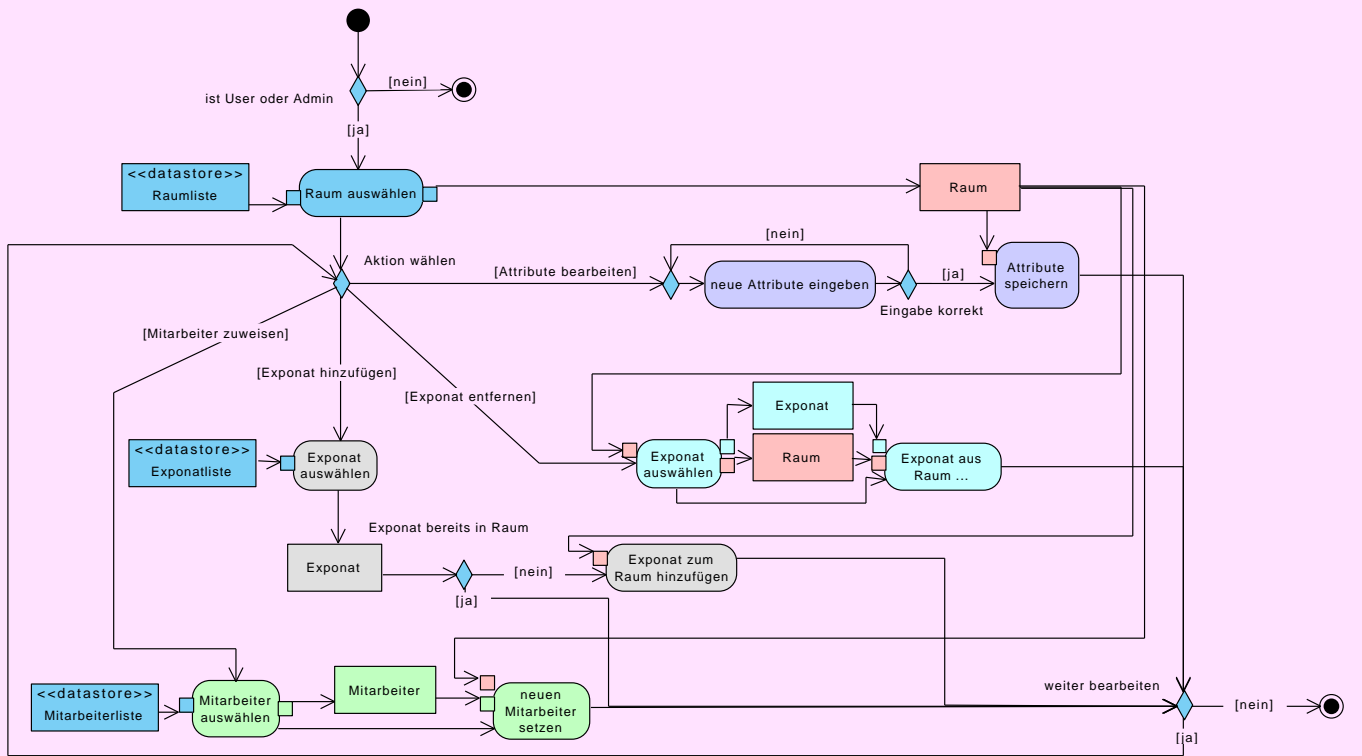 [nein]
ist User oder Admin
[ja]
<<datastore>>
Raumliste
Raum auswählen
Raum
[nein]
Aktion wählen
[Attribute bearbeiten]
neue Attribute eingeben
[ja]
Attribute
speichern
Eingabe korrekt
[Mitarbeiter zuweisen]
[Exponat hinzufügen]
[Exponat entfernen]
Exponat
<<datastore>>
Exponatliste
Exponat
auswählen
Exponat
auswählen
Raum
Exponat aus
Raum ...
Exponat bereits in Raum
Exponat
[nein]
Exponat zum
Raum hinzufügen
[ja]
<<datastore>>
Mitarbeiterliste
Mitarbeiter
auswählen
Mitarbeiter
neuen
Mitarbeiter
setzen
weiter bearbeiten
[nein]
[ja]